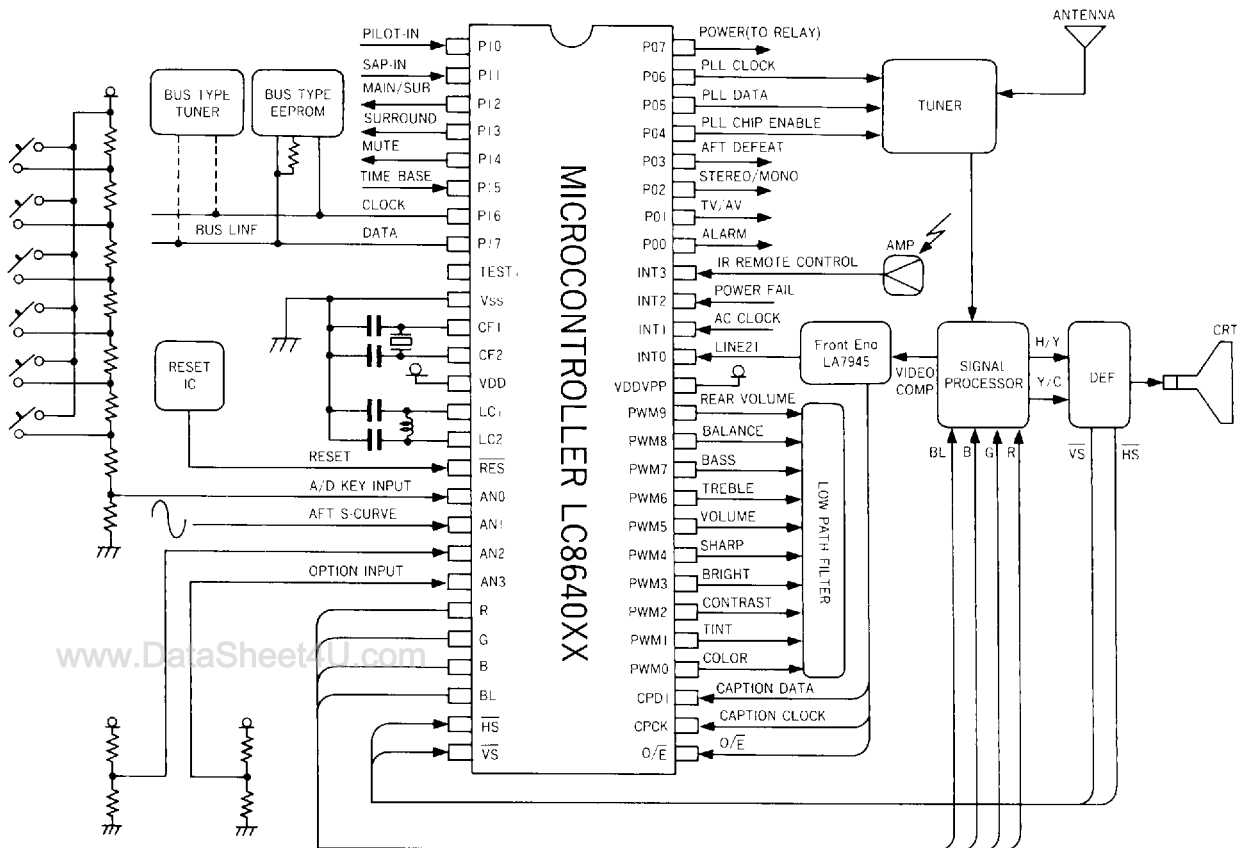 ANTENNA
PILOT-IN
P10
P07
POWER(TO RELAY)
SAP-IN
P11
P06
PLL CLOCK
BUS TYPE
TUNER
BUS TYPE
EEPROM
MAIN/SUB
P12
P05
PLL DATA
TUNER
SURROUND
P13
P04
PLL CHIP ENABLE
MUTE
P14
P03
AFT DEFEAT
TIME BASE
P15
P02
STEREO/MONO
CLOCK
P16
P01
TV/AV
BUS LINE
DATA
P17
P00
ALARM
AMP
TEST1
INT3
IR REMOTE CONTROL
Vss
INT2
POWER FAIL
CF1
INT1
AC CLOCK
CF2
INT0
LINE21
Front End
LA7945
VIDEO
COMP.
SIGNAL
PROCESSOR
H/Y
Y/C
DEF
CRT
RESET
IC
VDD
VDDVPP
LC1
PWM9
REAR VOLUME
LC2
PWM8
BALANCE
BL
B
G
R
VS
HS
RESET
RES
PWM7
BASS
A/D KEY INPUT
AN0
PWM6
TREBLE
AFT S-CURVE
AN1
PWM5
VOLUME
AN2
PWM4
SHARP
OPTION INPUT
AN3
PWM3
BRIGHT
R
PWM2
CONTRAST
G
PWM1
TINT
B
PWM0
COLOR
BL
CPDI
CAPTION DATA
HS
CPCK
CAPTION CLOCK
VS
O/E
O/E
MICROCONTROLLER LC8640XX
LOW PATH FILTER
www.DataSheet4U.com